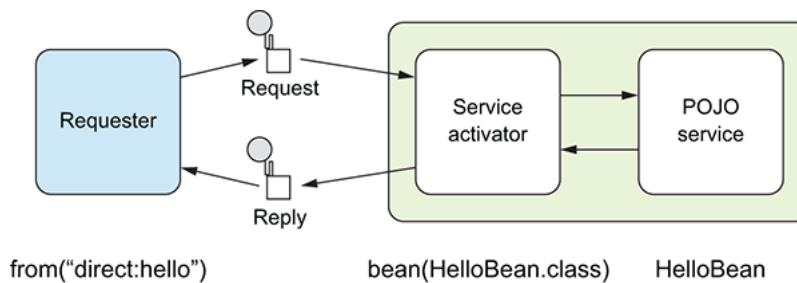 Requester
Request
Reply
Service
activator
POJO
service
from(“direct:hello”)
bean(HelloBean.class)
HelloBean